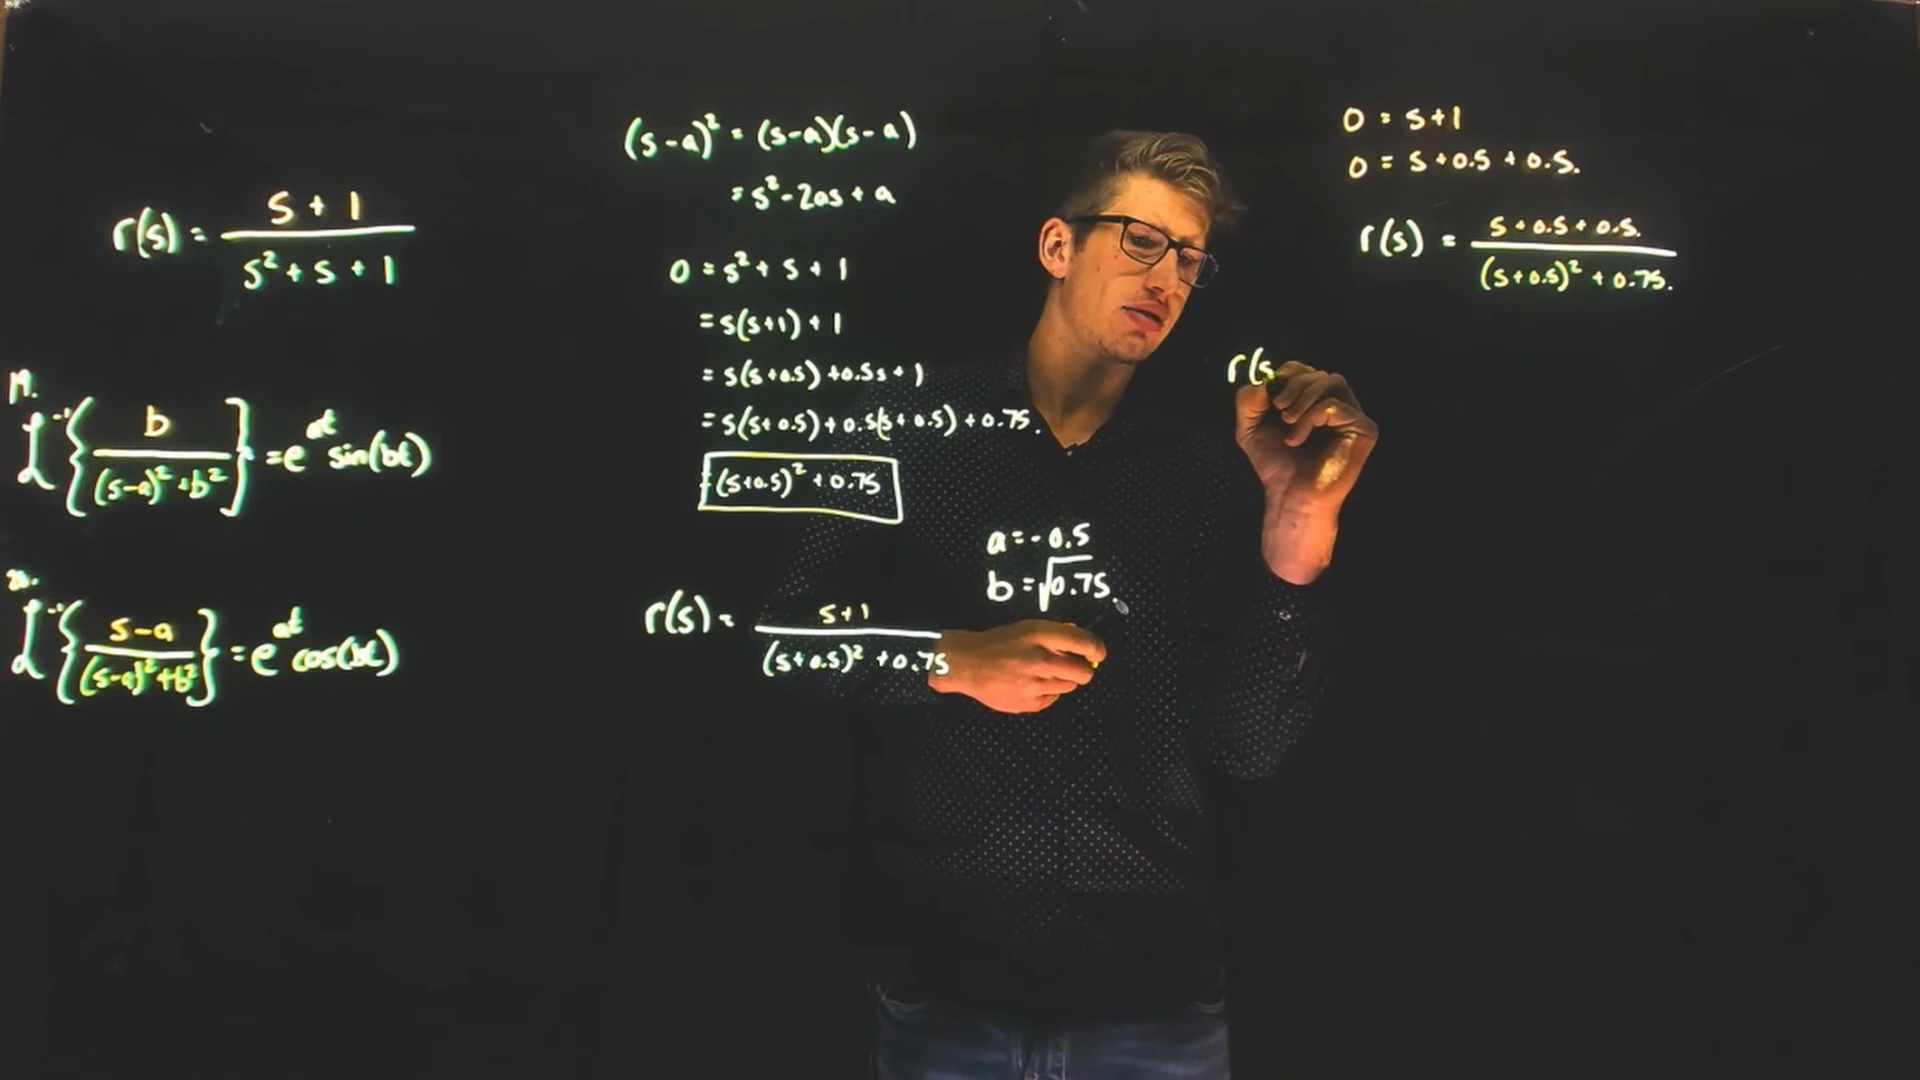 r(s) = (s + 1) / (s² + s + 1)
19.
ℒ⁻¹{ b / ((s-a)² + b²) } = e^{at} sin(bt)
20.
ℒ⁻¹{ (s-a) / ((s-a)² + b²) } = e^{at} cos(bt)
(s-a)² = (s-a)(s-a)
= s² - 2as + a
0 = s² + s + 1
= s(s+1) + 1
= s(s+0.5) + 0.5s + 1
= s(s+0.5) + 0.5(s+0.5) + 0.75.
= (s+0.5)² + 0.75
a = -0.5
b = √0.75.
r(s) = (s+1) / ((s+0.5)² + 0.75)
0 = s+1
0 = s + 0.5 + 0.5.
r(s) = (s + 0.5 + 0.5.) / ((s+0.5)² + 0.75.)
r(s